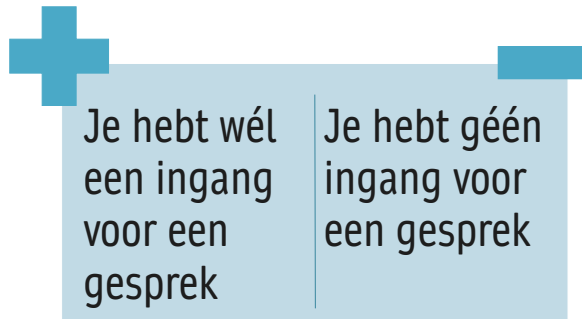 Je hebt wél
een ingang
voor een
gesprek
Je hebt géén
ingang voor
een gesprek